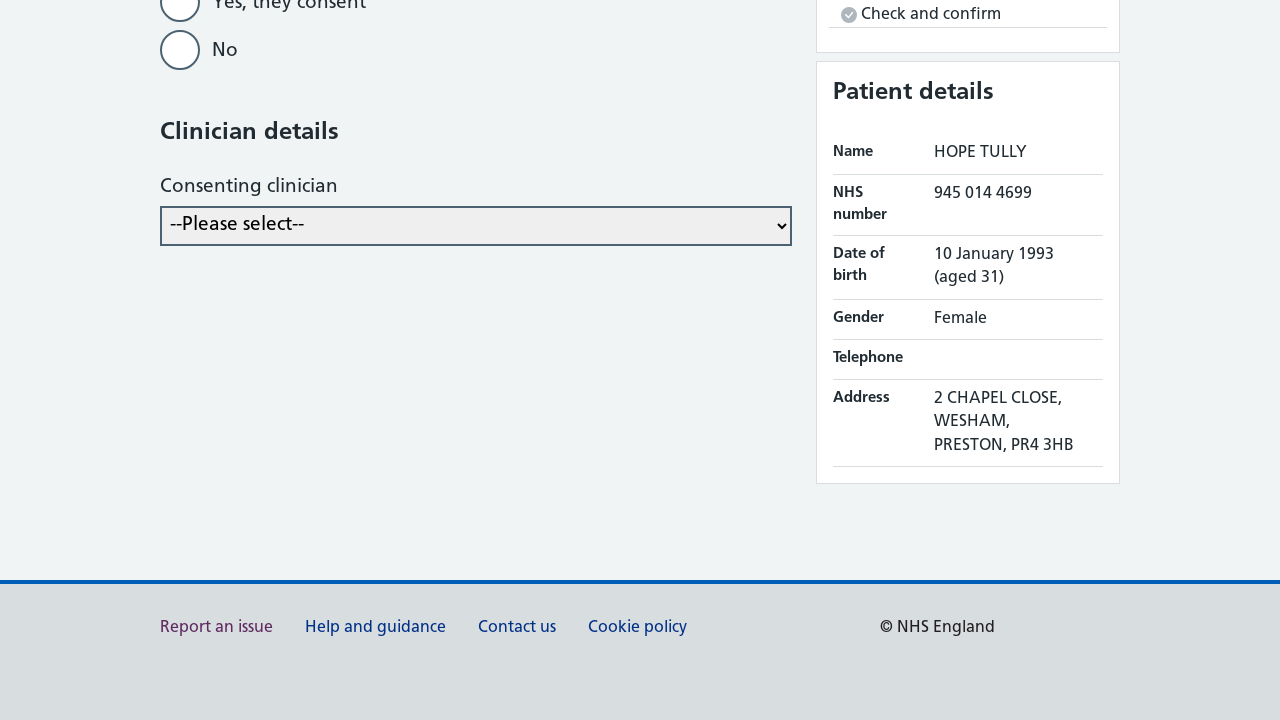 Yes, they consent
No
Clinician details
Consenting clinician
--Please select--
Check and confirm
Patient details
Name HOPE TULLY
NHS number 945 014 4699
Date of birth 10 January 1993 (aged 31)
Gender Female
Telephone
Address 2 CHAPEL CLOSE,
WESHAM,
PRESTON, PR4 3HB
Report an issue Help and guidance Contact us Cookie policy © NHS England